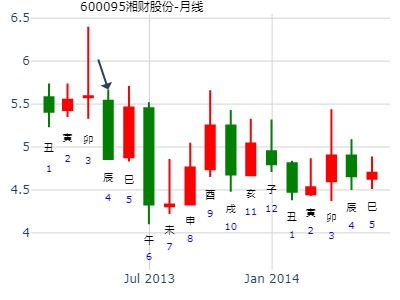 600095湘财股份-月线
6.5
6
5.5
5
4.5
4
丑
1
寅
2
卯
3
辰
4
巳
5
午
6
未
7
申
8
酉
9
戌
10
亥
11
子
12
丑
1
寅
2
卯
3
辰
4
巳
5
Jul 2013
Jan 2014